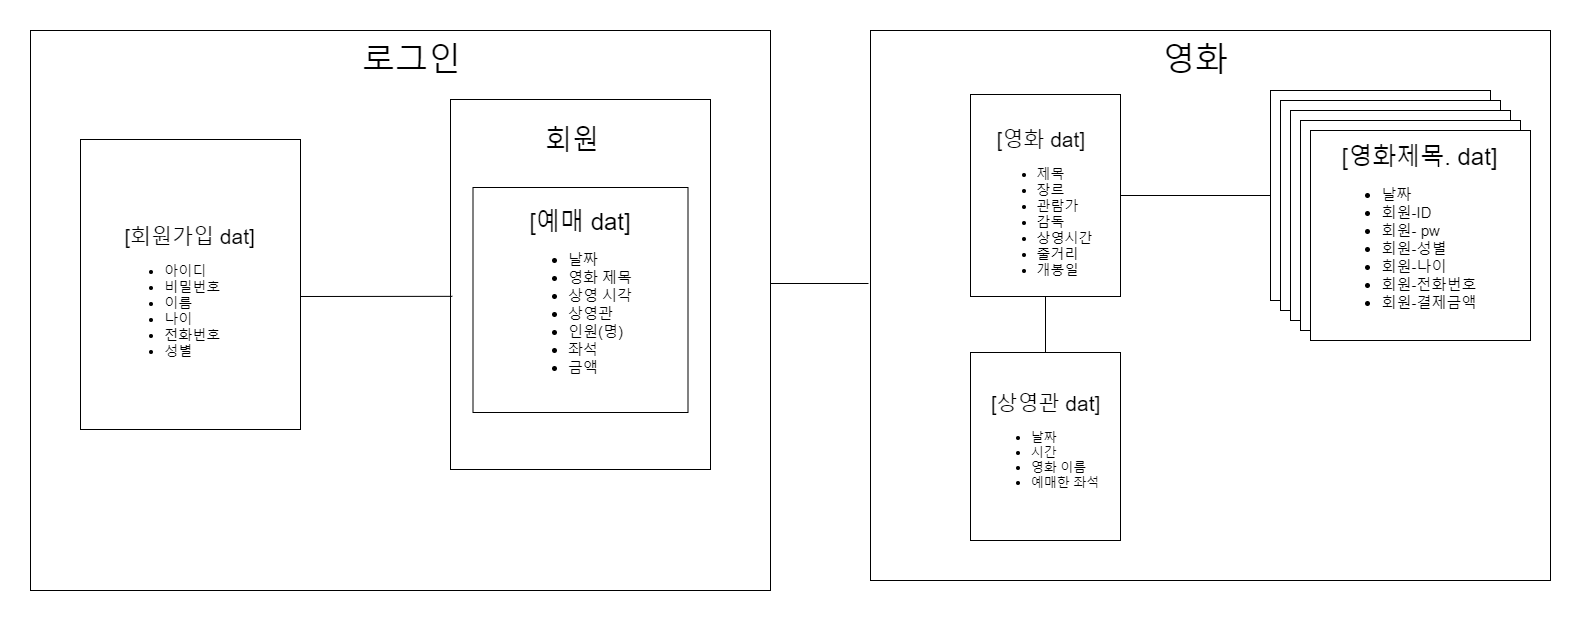 로그인
[회원가입 dat]
아이디
비밀번호
이름
나이
전화번호
성별
회원
[예매 dat]
날짜
영화 제목
상영 시각
상영관
인원(명)
좌석
금액
영화
[영화 dat]
제목
장르
관람가
감독
상영시간
줄거리
개봉일
[상영관 dat]
날짜
시간
영화 이름
예매한 좌석
[영화제목. dat]
날짜
회원-ID
회원- pw
회원-성별
회원-나이
회원-전화번호
회원-결제금액